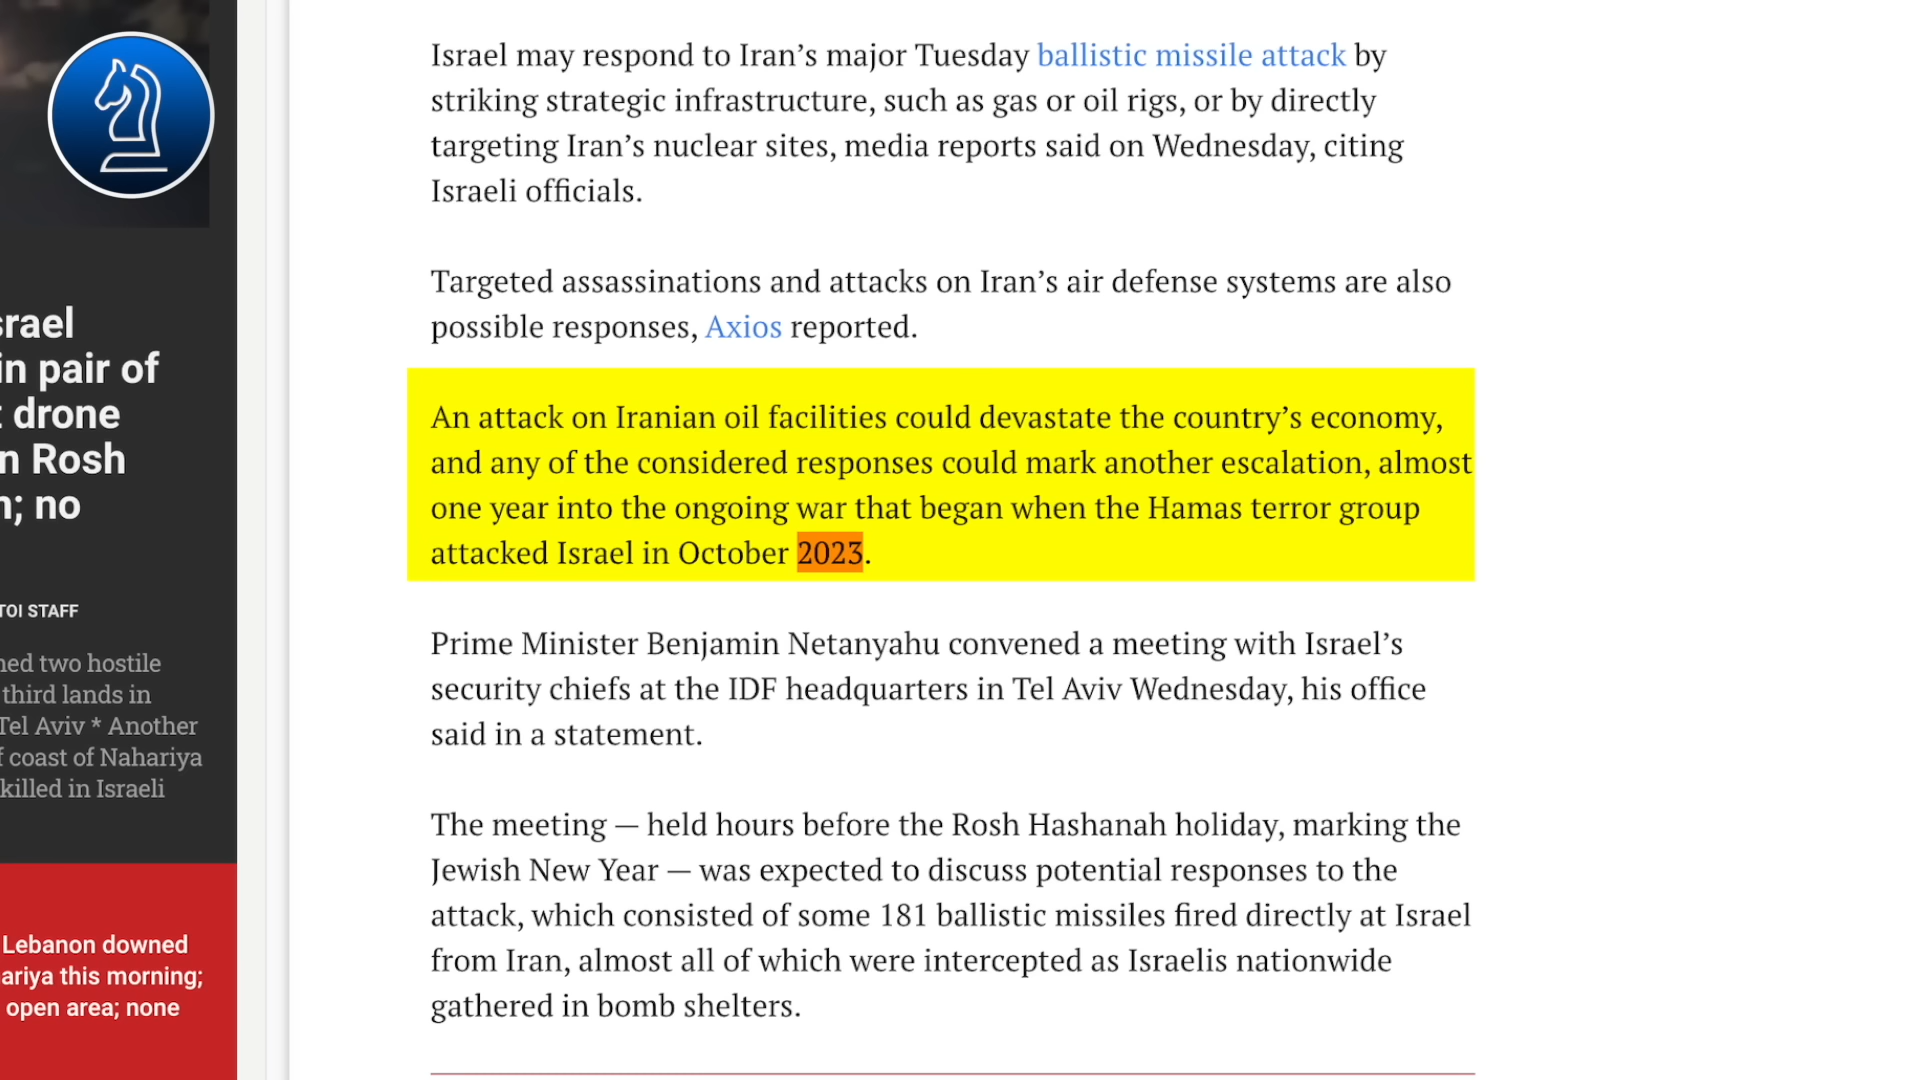 Israel may respond to Iran’s major Tuesday ballistic missile attack by
striking strategic infrastructure, such as gas or oil rigs, or by directly
targeting Iran’s nuclear sites, media reports said on Wednesday, citing
Israeli officials.
Targeted assassinations and attacks on Iran’s air defense systems are also
possible responses, Axios reported.
An attack on Iranian oil facilities could devastate the country’s economy,
and any of the considered responses could mark another escalation, almost
one year into the ongoing war that began when the Hamas terror group
attacked Israel in October 2023.
Prime Minister Benjamin Netanyahu convened a meeting with Israel’s
security chiefs at the IDF headquarters in Tel Aviv Wednesday, his office
said in a statement.
The meeting — held hours before the Rosh Hashanah holiday, marking the
Jewish New Year — was expected to discuss potential responses to the
attack, which consisted of some 181 ballistic missiles fired directly at Israel
from Iran, almost all of which were intercepted as Israelis nationwide
gathered in bomb shelters.
srael
in pair of
drone
n Rosh
; no
TOI STAFF
ned two hostile
third lands in
Tel Aviv * Another
f coast of Nahariya
killed in Israeli
Lebanon downed
ariya this morning;
open area; none